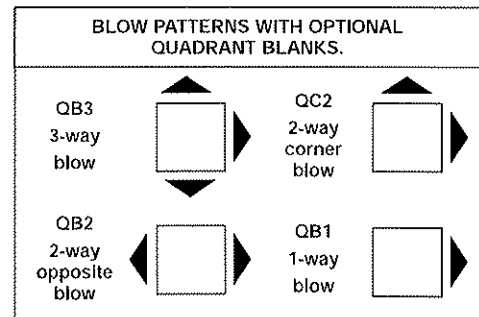 BLOW PATTERNS WITH OPTIONAL
QUADRANT BLANKS.
QB3
3-way
blow
QC2
2-way
corner
blow
QB2
2-way
opposite
blow
QB1
1-way
blow